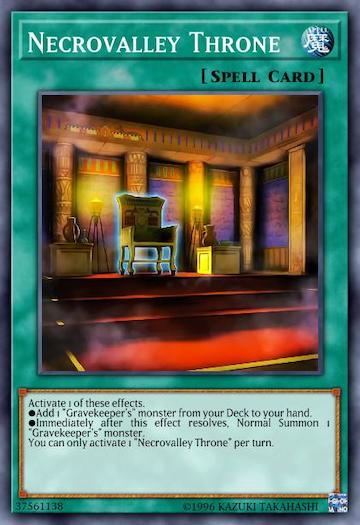 Necrovalley Throne
[Spell Card]
Activate 1 of these effects.
●Add 1 "Gravekeeper's" monster from your Deck to your hand.
●Immediately after this effect resolves, Normal Summon 1
"Gravekeeper's" monster.
You can only activate 1 "Necrovalley Throne" per turn.
37561138
©1996 KAZUKI TAKAHASHI